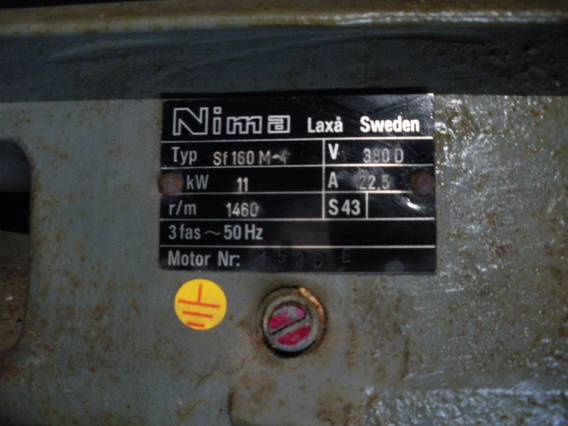 Nima Laxå Sweden
Typ Sf 160 M-4 V 380 D
kW 11 A 22,5
r/m 1460 S 43
3 fas ~ 50 Hz
Motor Nr: E